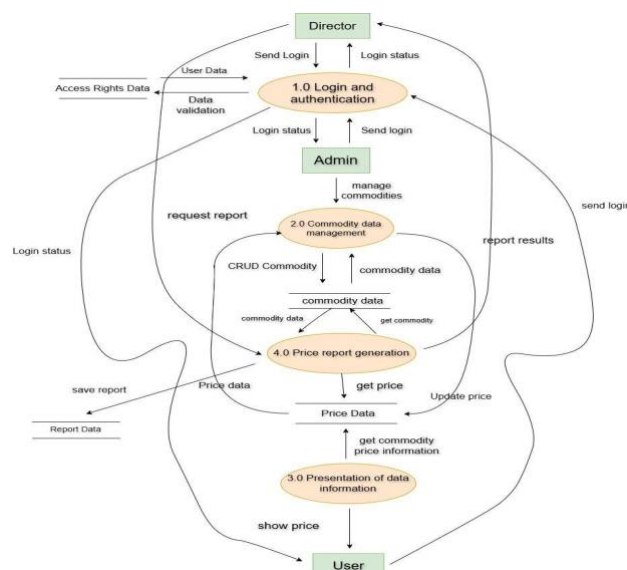 Director
Send Login
Login status
User Data
Access Rights Data
Data
validation
1.0 Login and
authentication
Login status
Send login
Admin
manage
commodities
request report
send login
2.0 Commodity data
management
Login status
report results
CRUD Commodity
commodity data
commodity data
commodity data
get commodity
4.0 Price report generation
save report
Price data
get price
Update price
Report Data
Price Data
get commodity
price information
3.0 Presentation of data
information
show price
User